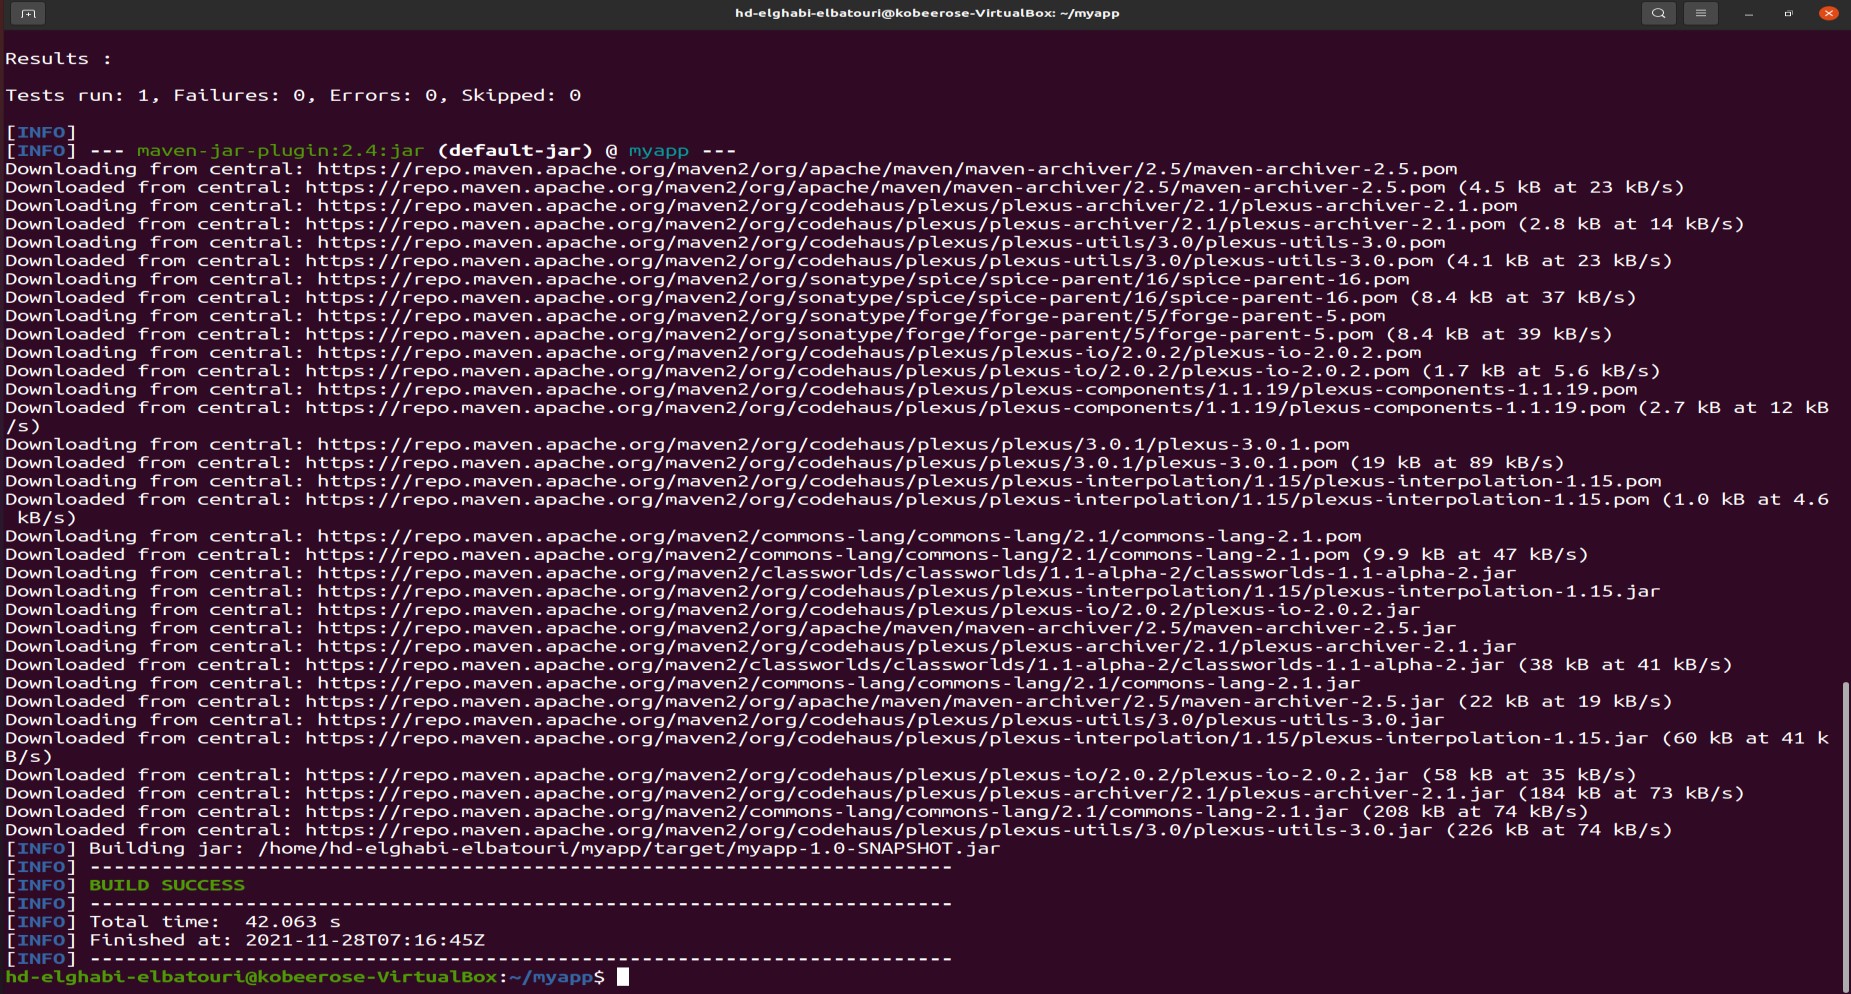 hd-elghabi-elbatouri@kobeerose-VirtualBox: ~/myapp
Results :
Tests run: 1, Failures: 0, Errors: 0, Skipped: 0
[INFO]
[INFO] --- maven-jar-plugin:2.4:jar (default-jar) @ myapp ---
Downloading from central: https://repo.maven.apache.org/maven2/org/apache/maven/maven-archiver/2.5/maven-archiver-2.5.pom
Downloaded from central: https://repo.maven.apache.org/maven2/org/apache/maven/maven-archiver/2.5/maven-archiver-2.5.pom (4.5 kB at 23 kB/s)
Downloading from central: https://repo.maven.apache.org/maven2/org/codehaus/plexus/plexus-archiver/2.1/plexus-archiver-2.1.pom
Downloaded from central: https://repo.maven.apache.org/maven2/org/codehaus/plexus/plexus-archiver/2.1/plexus-archiver-2.1.pom (2.8 kB at 14 kB/s)
Downloading from central: https://repo.maven.apache.org/maven2/org/codehaus/plexus/plexus-utils/3.0/plexus-utils-3.0.pom
Downloaded from central: https://repo.maven.apache.org/maven2/org/codehaus/plexus/plexus-utils/3.0/plexus-utils-3.0.pom (4.1 kB at 23 kB/s)
Downloading from central: https://repo.maven.apache.org/maven2/org/sonatype/spice/spice-parent/16/spice-parent-16.pom
Downloaded from central: https://repo.maven.apache.org/maven2/org/sonatype/spice/spice-parent/16/spice-parent-16.pom (8.4 kB at 37 kB/s)
Downloading from central: https://repo.maven.apache.org/maven2/org/sonatype/forge/forge-parent/5/forge-parent-5.pom
Downloaded from central: https://repo.maven.apache.org/maven2/org/sonatype/forge/forge-parent/5/forge-parent-5.pom (8.4 kB at 39 kB/s)
Downloading from central: https://repo.maven.apache.org/maven2/org/codehaus/plexus/plexus-io/2.0.2/plexus-io-2.0.2.pom
Downloaded from central: https://repo.maven.apache.org/maven2/org/codehaus/plexus/plexus-io/2.0.2/plexus-io-2.0.2.pom (1.7 kB at 5.6 kB/s)
Downloading from central: https://repo.maven.apache.org/maven2/org/codehaus/plexus/plexus-components/1.1.19/plexus-components-1.1.19.pom
Downloaded from central: https://repo.maven.apache.org/maven2/org/codehaus/plexus/plexus-components/1.1.19/plexus-components-1.1.19.pom (2.7 kB at 12 kB
/s)
Downloading from central: https://repo.maven.apache.org/maven2/org/codehaus/plexus/plexus/3.0.1/plexus-3.0.1.pom
Downloaded from central: https://repo.maven.apache.org/maven2/org/codehaus/plexus/plexus/3.0.1/plexus-3.0.1.pom (19 kB at 89 kB/s)
Downloading from central: https://repo.maven.apache.org/maven2/org/codehaus/plexus/plexus-interpolation/1.15/plexus-interpolation-1.15.pom
Downloaded from central: https://repo.maven.apache.org/maven2/org/codehaus/plexus/plexus-interpolation/1.15/plexus-interpolation-1.15.pom (1.0 kB at 4.6
kB/s)
Downloading from central: https://repo.maven.apache.org/maven2/commons-lang/commons-lang/2.1/commons-lang-2.1.pom
Downloaded from central: https://repo.maven.apache.org/maven2/commons-lang/commons-lang/2.1/commons-lang-2.1.pom (9.9 kB at 47 kB/s)
Downloading from central: https://repo.maven.apache.org/maven2/classworlds/classworlds/1.1-alpha-2/classworlds-1.1-alpha-2.jar
Downloading from central: https://repo.maven.apache.org/maven2/org/codehaus/plexus/plexus-interpolation/1.15/plexus-interpolation-1.15.jar
Downloading from central: https://repo.maven.apache.org/maven2/org/codehaus/plexus/plexus-io/2.0.2/plexus-io-2.0.2.jar
Downloading from central: https://repo.maven.apache.org/maven2/org/apache/maven/maven-archiver/2.5/maven-archiver-2.5.jar
Downloading from central: https://repo.maven.apache.org/maven2/org/codehaus/plexus/plexus-archiver/2.1/plexus-archiver-2.1.jar
Downloaded from central: https://repo.maven.apache.org/maven2/classworlds/classworlds/1.1-alpha-2/classworlds-1.1-alpha-2.jar (38 kB at 41 kB/s)
Downloading from central: https://repo.maven.apache.org/maven2/commons-lang/commons-lang/2.1/commons-lang-2.1.jar
Downloaded from central: https://repo.maven.apache.org/maven2/org/apache/maven/maven-archiver/2.5/maven-archiver-2.5.jar (22 kB at 19 kB/s)
Downloading from central: https://repo.maven.apache.org/maven2/org/codehaus/plexus/plexus-utils/3.0/plexus-utils-3.0.jar
Downloaded from central: https://repo.maven.apache.org/maven2/org/codehaus/plexus/plexus-interpolation/1.15/plexus-interpolation-1.15.jar (60 kB at 41 k
B/s)
Downloaded from central: https://repo.maven.apache.org/maven2/org/codehaus/plexus/plexus-io/2.0.2/plexus-io-2.0.2.jar (58 kB at 35 kB/s)
Downloaded from central: https://repo.maven.apache.org/maven2/org/codehaus/plexus/plexus-archiver/2.1/plexus-archiver-2.1.jar (184 kB at 73 kB/s)
Downloaded from central: https://repo.maven.apache.org/maven2/commons-lang/commons-lang/2.1/commons-lang-2.1.jar (208 kB at 74 kB/s)
Downloaded from central: https://repo.maven.apache.org/maven2/org/codehaus/plexus/plexus-utils/3.0/plexus-utils-3.0.jar (226 kB at 74 kB/s)
[INFO] Building jar: /home/hd-elghabi-elbatouri/myapp/target/myapp-1.0-SNAPSHOT.jar
[INFO] ------------------------------------------------------------------------
[INFO] BUILD SUCCESS
[INFO] ------------------------------------------------------------------------
[INFO] Total time:  42.063 s
[INFO] Finished at: 2021-11-28T07:16:45Z
[INFO] ------------------------------------------------------------------------
hd-elghabi-elbatouri@kobeerose-VirtualBox:~/myapp$